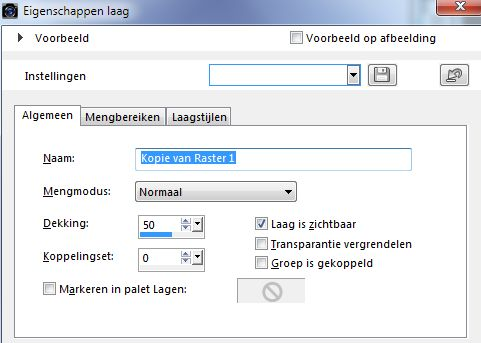 Eigenschappen laag
Voorbeeld
Voorbeeld op afbeelding
Instellingen
Algemeen Mengbereiken Laagstijlen
Naam: Kopie van Raster 1
Mengmodus: Normaal
Dekking: 50
Laag is zichtbaar
Transparantie vergrendelen
Koppelingset: 0
Groep is gekoppeld
Markeren in palet Lagen: